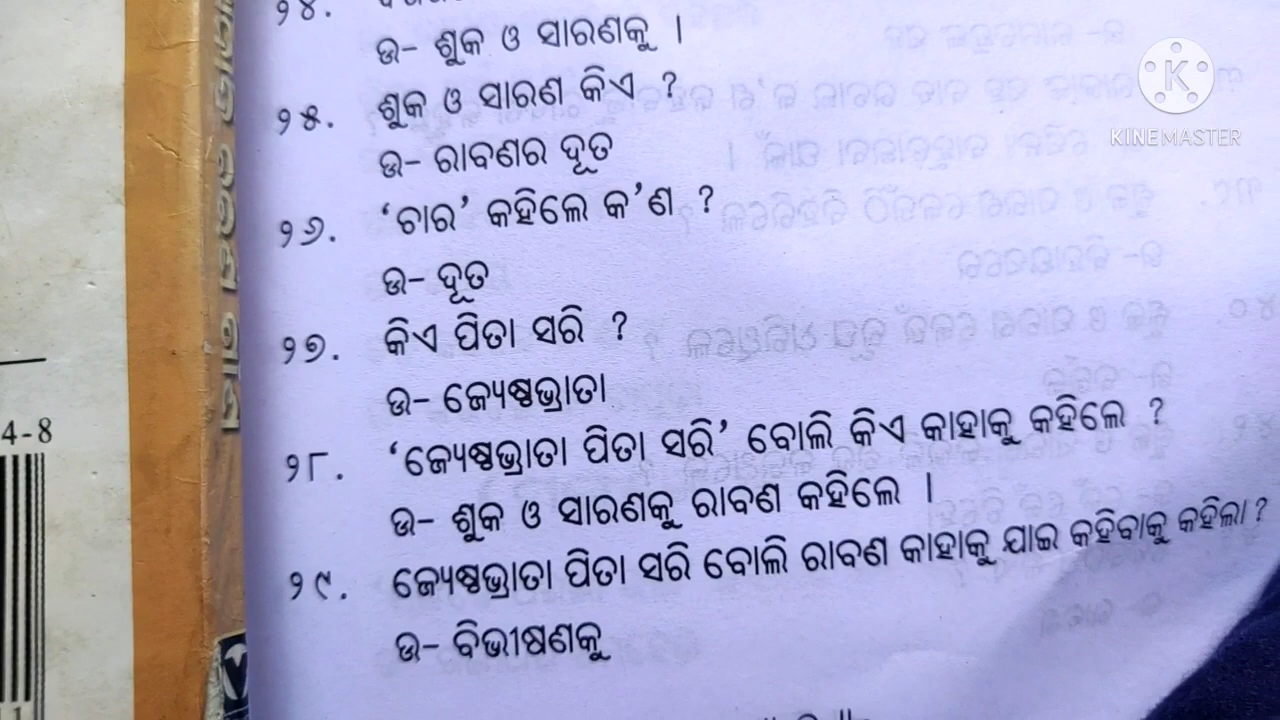 ୨୪.
ଉ- ଶୁକ ଓ ସାରଣକୁ ।
୨୫. ଶୁକ ଓ ସାରଣ କିଏ ?
ଉ- ରାବଣର ଦୂତ
୨୬. ‘ଚାର’ କହିଲେ କ’ଣ ?
ଉ- ଦୂତ
୨୭. କିଏ ପିତା ସରି ?
ଉ- ଜ୍ୟେଷ୍ଠଭ୍ରାତା
୨୮. ‘ଜ୍ୟେଷ୍ଠଭ୍ରାତା ପିତା ସରି’ ବୋଲି କିଏ କାହାକୁ କହିଲେ ?
ଉ- ଶୁକ ଓ ସାରଣକୁ ରାବଣ କହିଲେ ।
୨୯. ଜ୍ୟେଷ୍ଠଭ୍ରାତା ପିତା ସରି ବୋଲି ରାବଣ କାହାକୁ ଯାଇ କହିବାକୁ କହିଲା ?
ଉ- ବିଭୀଷଣକୁ
K
KINEMASTER
4-8